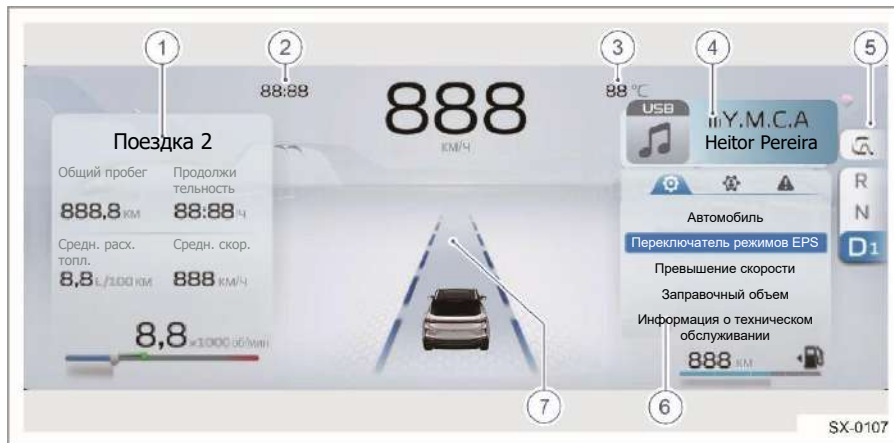 1
2
3
4
5
88:88
888
км/ч
88 °C
USB
Y.M.C.A
Heitor Pereira
Поездка 2
Общий пробег
Продолжи
тельность
888,8 км
88:88 ч
Средн. расх.
топл.
Средн. скор.
8,8 L/100 км
888 км/ч
8,8 ×1000 об/мин
Автомобиль
Переключатель режимов EPS
Превышение скорости
Заправочный объем
Информация о техническом
обслуживании
888 км
R
N
D1
6
7
SX-0107